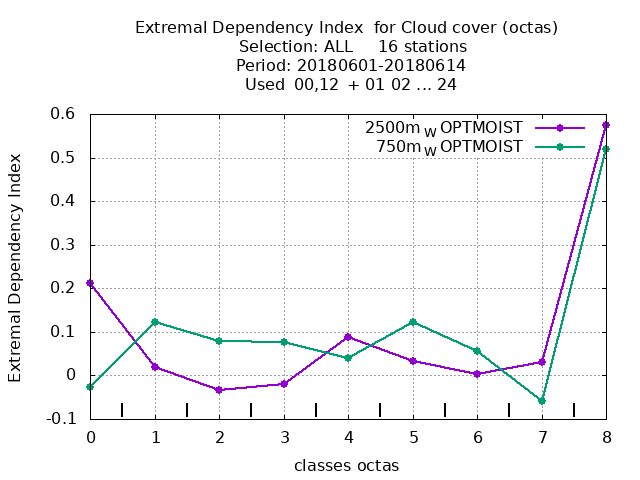 Extremal Dependency Index  for Cloud cover (octas)
Selection: ALL     16 stations
Period: 20180601-20180614
Used  00,12  + 01 02 ... 24
2500m W OPTMOIST
750m W OPTMOIST
Extremal Dependency Index
0.6
0.5
0.4
0.3
0.2
0.1
0
-0.1
0 1 2 3 4 5 6 7 8
classes octas